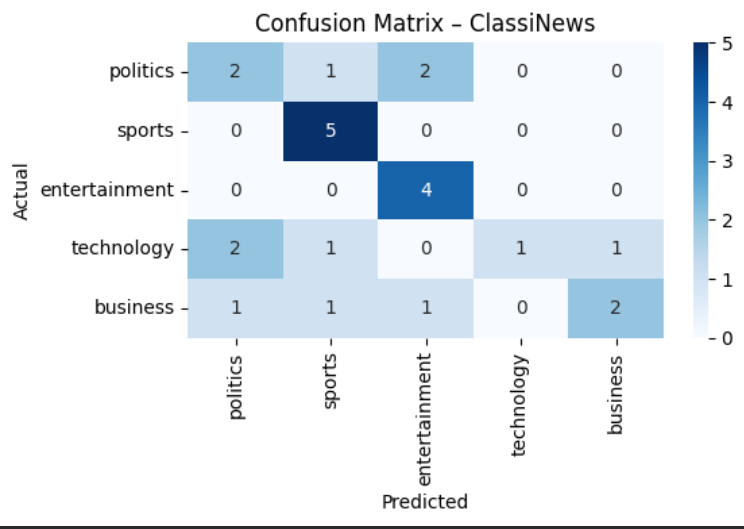 Confusion Matrix – ClassiNews
Actual
politics 2 1 2 0 0
sports 0 5 0 0 0
entertainment 0 0 4 0 0
technology 2 1 0 1 1
business 1 1 1 0 2
politics sports entertainment technology business
Predicted
5
4
3
2
1
0